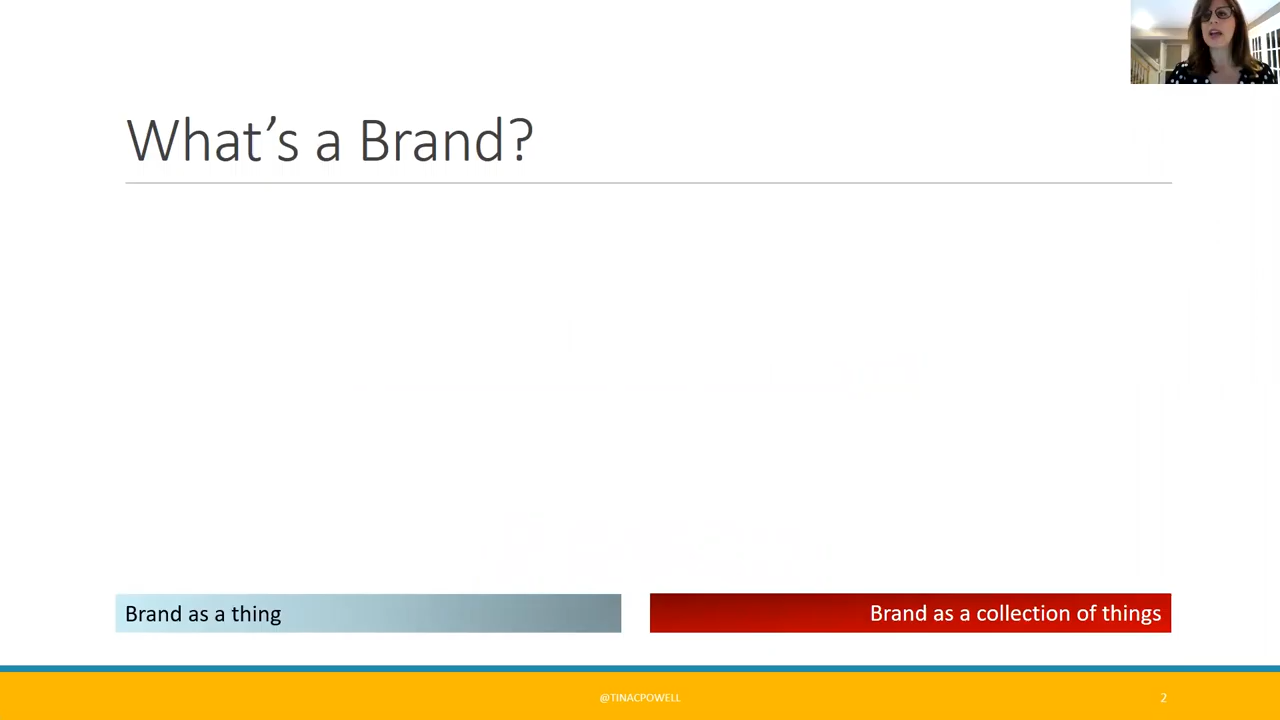 What’s a Brand?
Brand as a thing
Brand as a collection of things
@TINACPOWELL
2